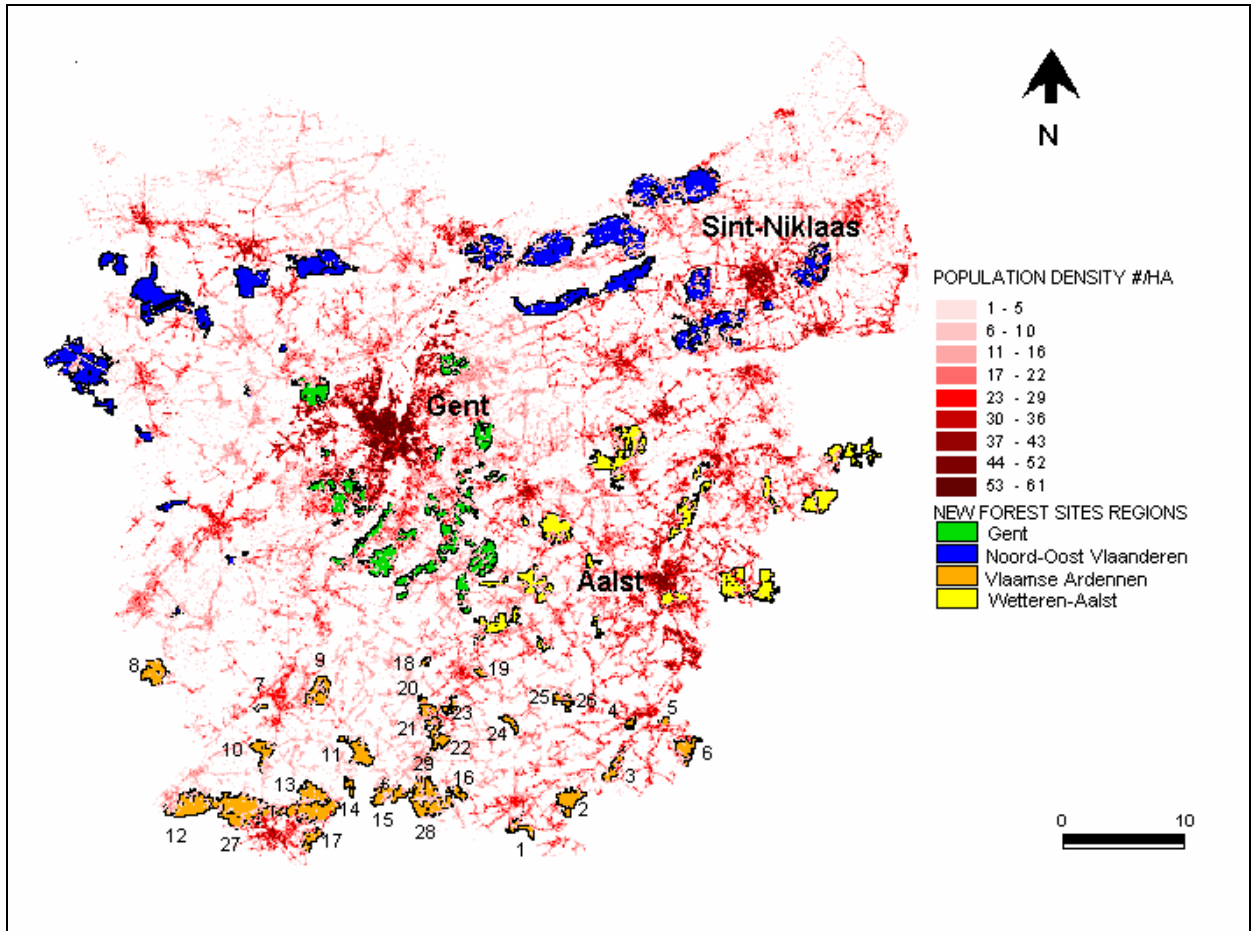 N
Sint-Niklaas
Gent
Aalst
POPULATION DENSITY #/HA
1 - 5
6 - 10
11 - 16
17 - 22
23 - 29
30 - 36
37 - 43
44 - 52
53 - 61
NEW FOREST SITES REGIONS
Gent
Noord-Oost Vlaanderen
Vlaamse Ardennen
Wetteren-Aalst
8
9
7
18
19
20
23
21
22
24
25
26
4
5
6
3
10
11
29
16
13
14
15
12
27
17
28
2
1
0 10